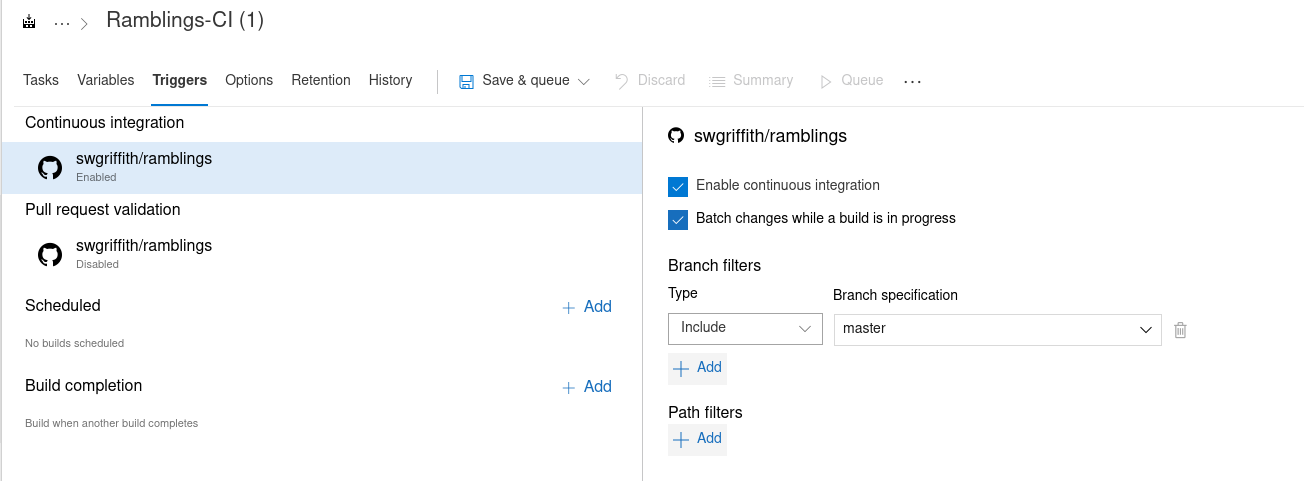 ... > Ramblings-CI (1)
Tasks Variables Triggers Options Retention History Save & queue Discard Summary Queue ...
Continuous integration
swgriffith/ramblings
Enabled
Pull request validation
swgriffith/ramblings
Disabled
Scheduled + Add
No builds scheduled
Build completion + Add
Build when another build completes
swgriffith/ramblings
Enable continuous integration
Batch changes while a build is in progress
Branch filters
Type Branch specification
Include master
+ Add
Path filters
+ Add